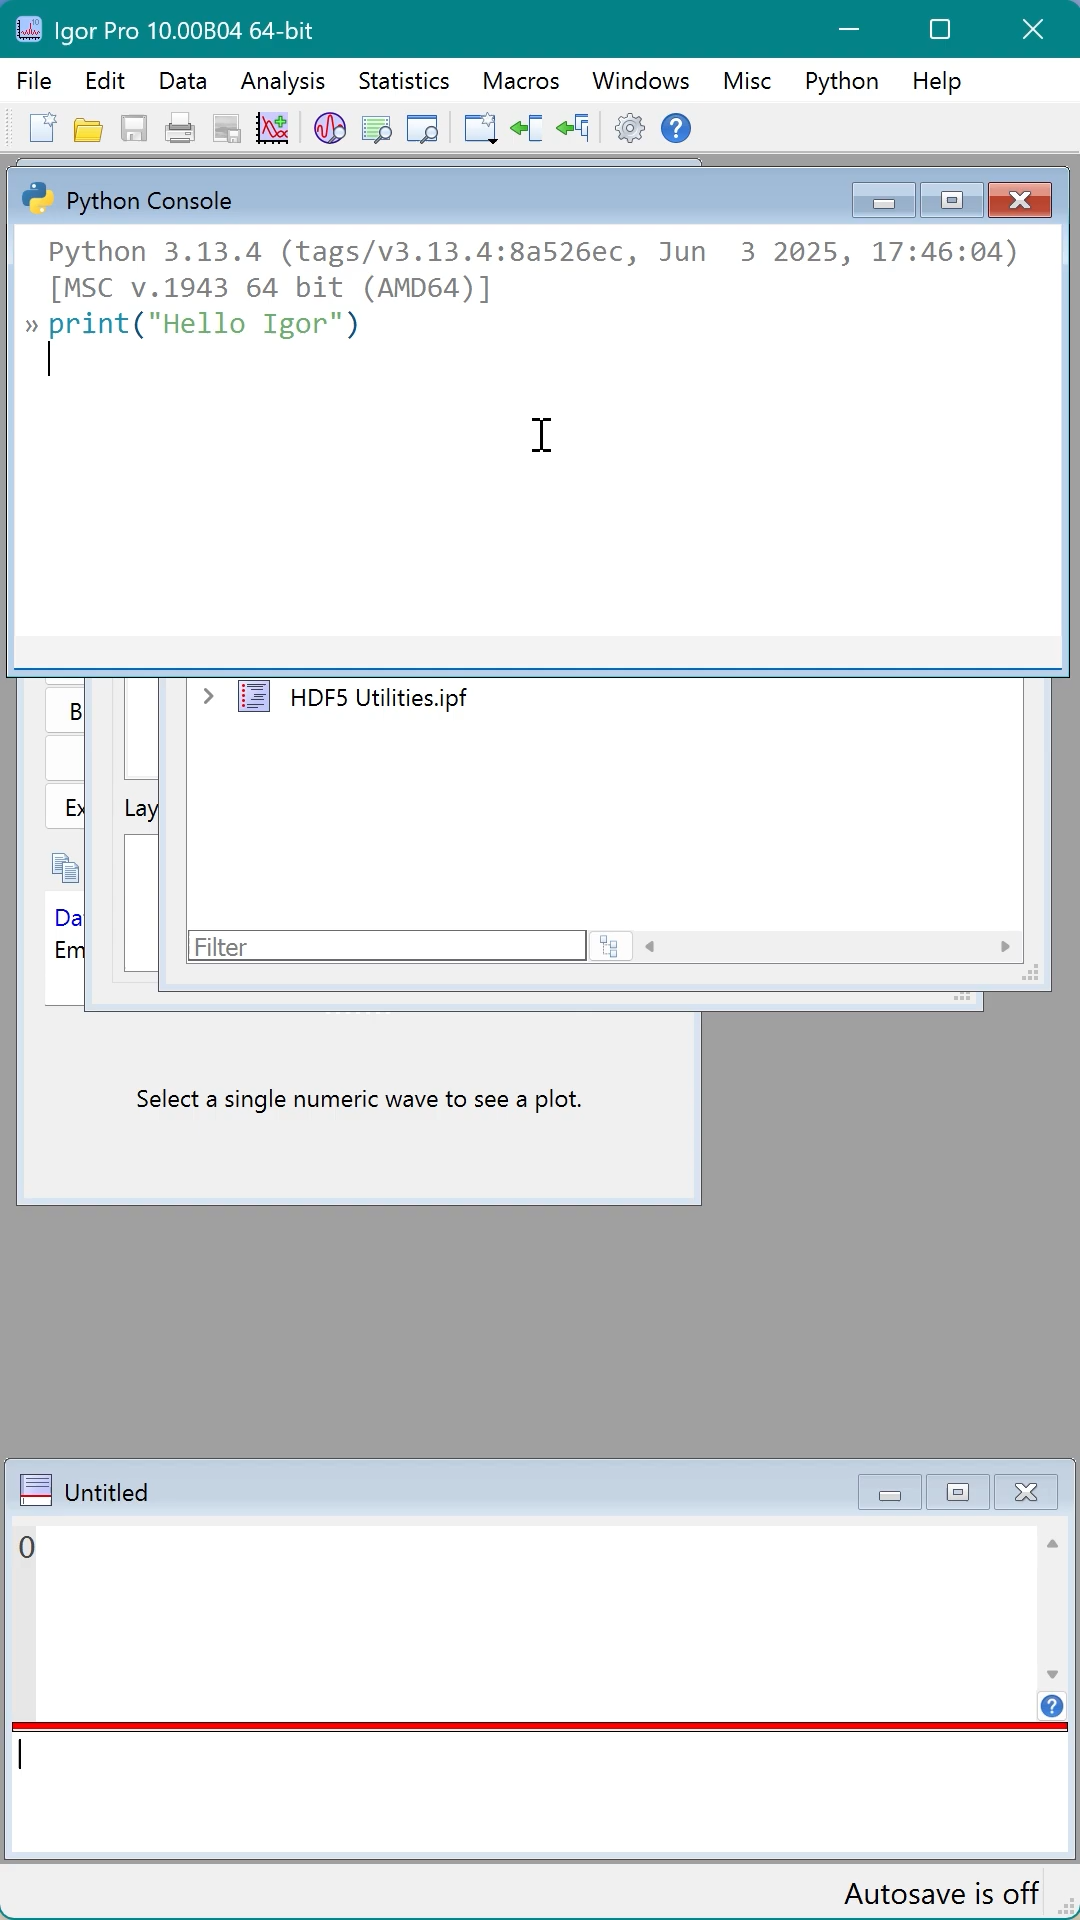 Igor Pro 10.00B04 64-bit
File Edit Data Analysis Statistics Macros Windows Misc Python Help
Python Console
Python 3.13.4 (tags/v3.13.4:8a526ec, Jun  3 2025, 17:46:04)
[MSC v.1943 64 bit (AMD64)]
» print("Hello Igor")
HDF5 Utilities.ipf
B
Ex
Lay
Da
Em
Filter
Select a single numeric wave to see a plot.
Untitled
0
Autosave is off